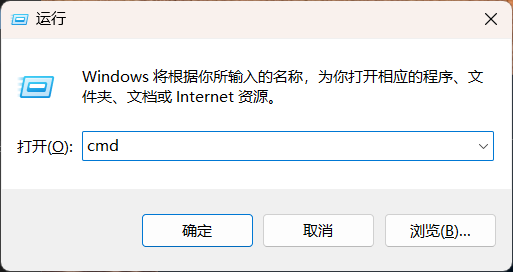 运行
Windows 将根据你所输入的名称，为你打开相应的程序、文
件夹、文档或 Internet 资源。
打开(O): cmd
确定 取消 浏览(B)...